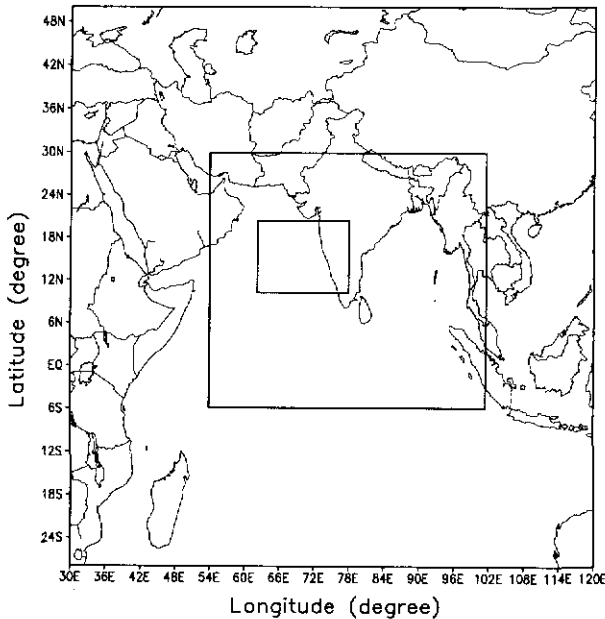 48N
42N
36N
30N
24N
18N
12N
6N
EQ
6S
12S
18S
24S
Latitude (degree)
30E 36E 42E 48E 54E 60E 66E 72E 78E 84E 90E 96E 102E 108E 114E 120E
Longitude (degree)